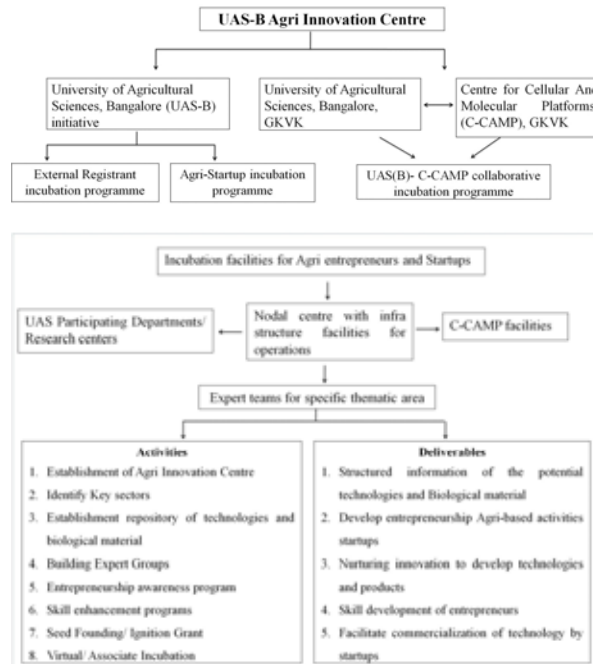 UAS-B Agri Innovation Centre
University of Agricultural
Sciences, Bangalore (UAS-B)
initiative
University of Agricultural
Sciences, Bangalore,
GKVK
Centre for Cellular And
Molecular Platforms
(C-CAMP), GKVK
External Registrant
incubation programme
Agri-Startup incubation
programme
UAS(B)- C-CAMP collaborative
incubation programme
Incubation facilities for Agri entrepreneurs and Startups
UAS Participating Departments/
Research centers
Nodal centre with infra
structure facilities for
operations
C-CAMP facilities
Expert teams for specific thematic area
Activities
1. Establishment of Agri Innovation Centre
2. Identify Key sectors
3. Establishment repository of technologies and
biological material
4. Building Expert Groups
5. Entrepreneurship awareness program
6. Skill enhancement programs
7. Seed Founding/ Ignition Grant
8. Virtual/ Associate Incubation
Deliverables
1. Structured information of the potential
technologies and Biological material
2. Develop entrepreneurship Agri-based activities
startups
3. Nurturing innovation to develop technologies
and products
4. Skill development of entrepreneurs
5. Facilitate commercialization of technology by
startups